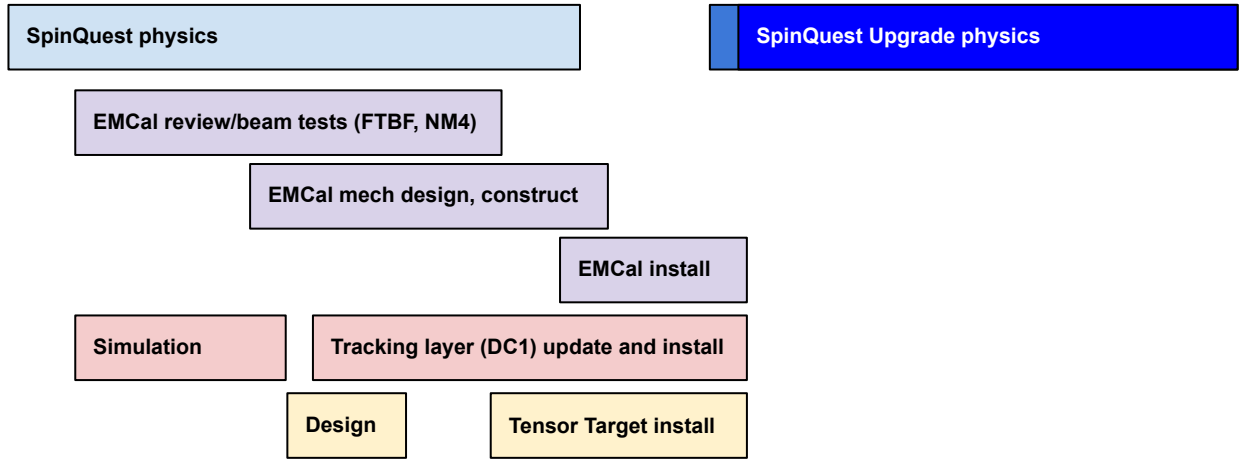 SpinQuest physics
SpinQuest Upgrade physics
EMCal review/beam tests (FTBF, NM4)
EMCal mech design, construct
EMCal install
Simulation
Tracking layer (DC1) update and install
Design
Tensor Target install